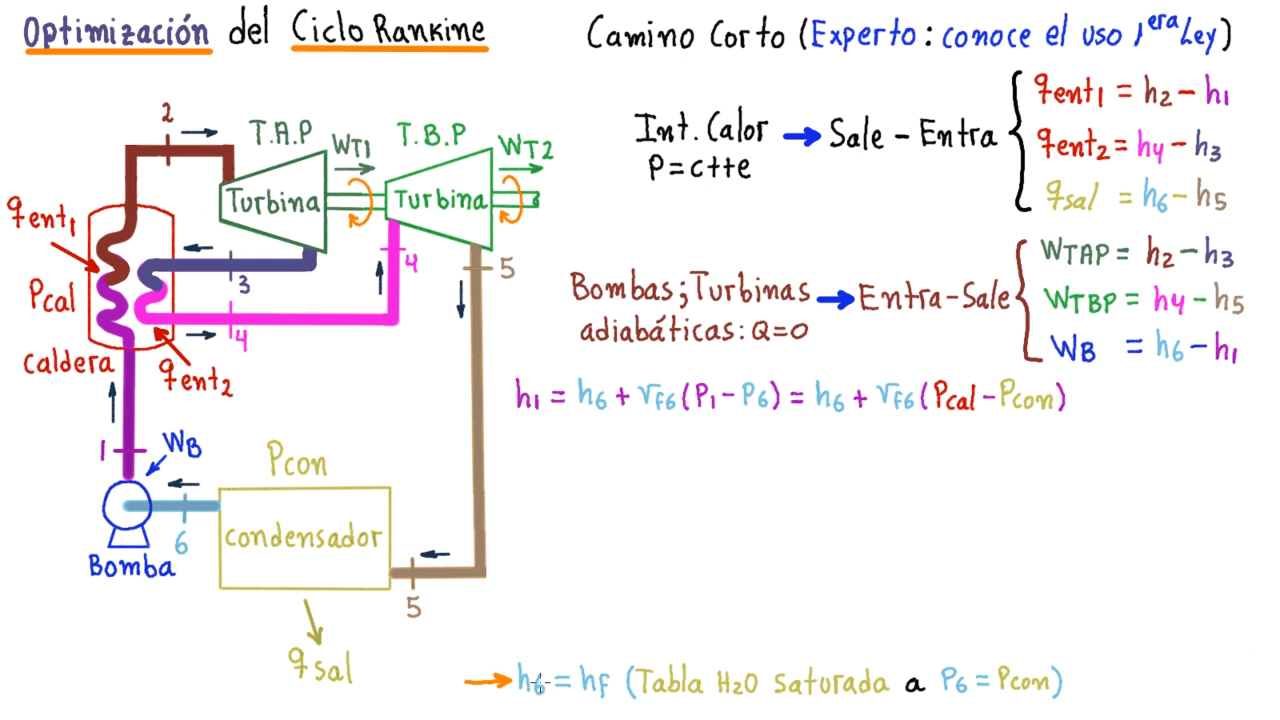 Optimización del Ciclo Rankine
Camino Corto (Experto: conoce el uso 1era Ley)
2
T.A.P
WT1
T.B.P
WT2
Turbina
Turbina
qent1
Pcal
3
4
4
5
caldera
qent2
1
WB
Pcon
6
condensador
Bomba
5
qsal
Int. Calor
P=ctte
Sale - Entra
qent1 = h2 - h1
qent2 = h4 - h3
qsal = h6 - h5
Bombas; Turbinas
adiabáticas: Q=0
Entra - Sale
WTAP = h2 - h3
WTBP = h4 - h5
WB = h6 - h1
h1 = h6 + VF6 (P1 - P6) = h6 + VF6 (Pcal - Pcon)
h6 = hF (Tabla H2O saturada a P6 = Pcon)